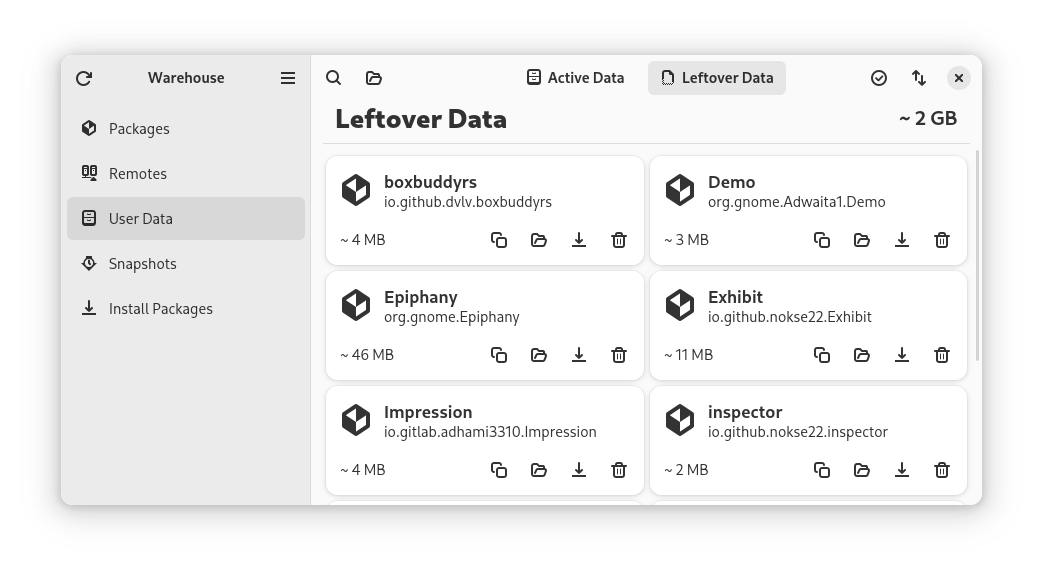 Warehouse
Packages
Remotes
User Data
Snapshots
Install Packages
Active Data
Leftover Data
Leftover Data
~ 2 GB
boxbuddyrs
io.github.dvlv.boxbuddyrs
~ 4 MB
Demo
org.gnome.Adwaita1.Demo
~ 3 MB
Epiphany
org.gnome.Epiphany
~ 46 MB
Exhibit
io.github.nokse22.Exhibit
~ 11 MB
Impression
io.gitlab.adhami3310.Impression
~ 4 MB
inspector
io.github.nokse22.inspector
~ 2 MB